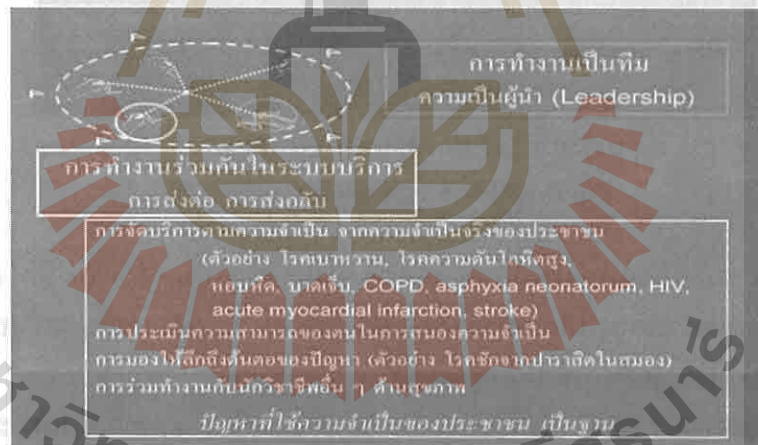 การทำงานเป็นทีม
ความเป็นผู้นำ (Leadership)
การทำงานร่วมกันในระบบบริการ
การส่งต่อ การส่งกลับ
การจัดบริการตามความจำเป็น จากความจำเป็นจริงของประชาชน
(ตัวอย่าง โรคเบาหวาน, โรคความดันโลหิตสูง,
หอบหืด, บาดเจ็บ, COPD, asphyxia neonatorum, HIV,
acute myocardial infarction, stroke)
การประเมินความสามารถของตนในการสนองความจำเป็น
การมองให้ลึกถึงต้นตอของปัญหา (ตัวอย่าง โรคชักจากปาราสิตในสมอง)
การร่วมทำงานกับนักวิชาชีพอื่น ๆ ด้านสุขภาพ
ปัญหาที่ใช้ความจำเป็นของประชาชน เป็นฐาน